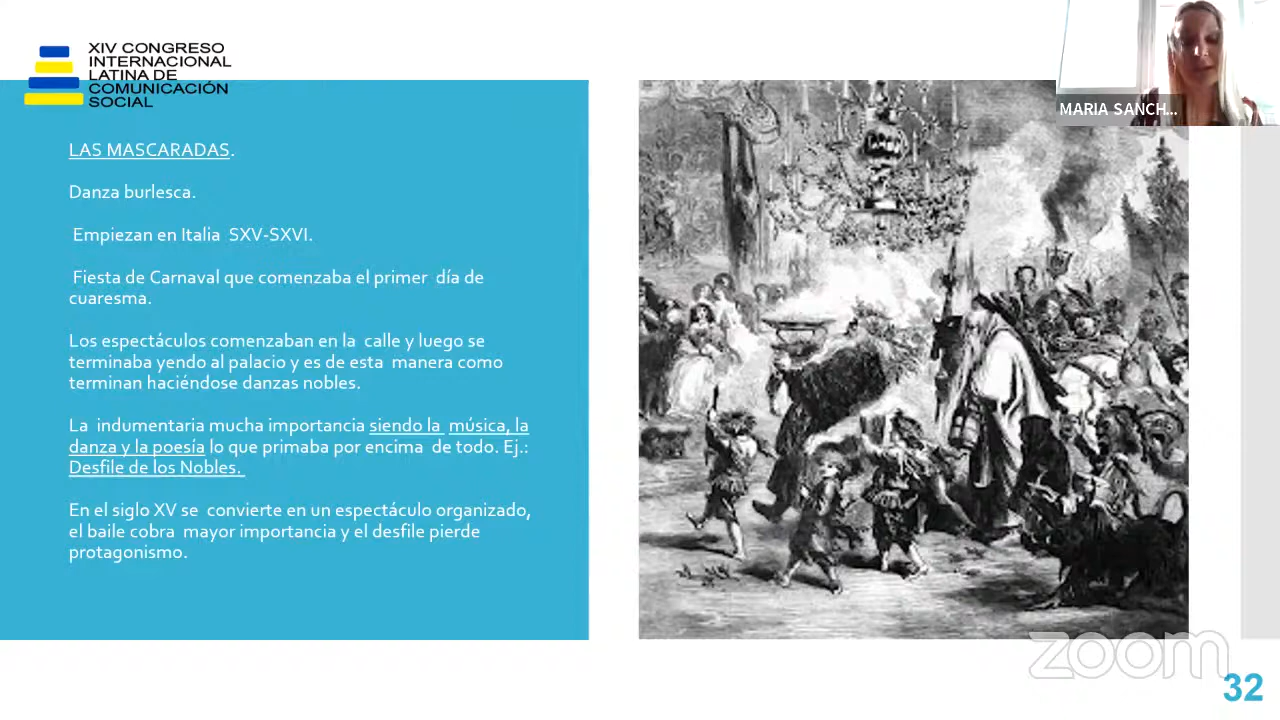 XIV CONGRESO
INTERNACIONAL
LATINA DE
COMUNICACIÓN
SOCIAL
MARIA SANCH...
LAS MASCARADAS.
Danza burlesca.
Empiezan en Italia SXV-SXVI.
Fiesta de Carnaval que comenzaba el primer día de
cuaresma.
Los espectáculos comenzaban en la calle y luego se
terminaba yendo al palacio y es de esta manera como
terminan haciéndose danzas nobles.
La indumentaria mucha importancia siendo la música, la
danza y la poesía lo que primaba por encima de todo. Ej.:
Desfile de los Nobles.
En el siglo XV se convierte en un espectáculo organizado,
el baile cobra mayor importancia y el desfile pierde
protagonismo.
zoom
32